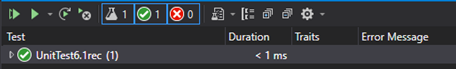 1 1 0
Test Duration Traits Error Message
UnitTest6.1rec (1) < 1 ms